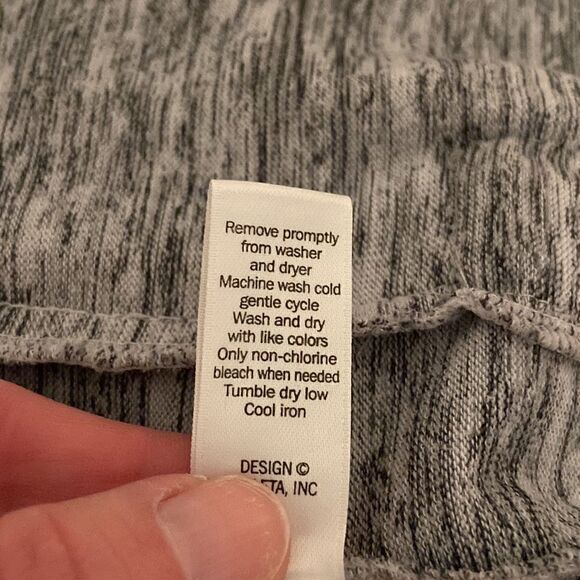 Remove promptly
from washer
and dryer
Machine wash cold
gentle cycle
Wash and dry
with like colors
Only non-chlorine
bleach when needed
Tumble dry low
Cool iron
DESIGN ©
INC